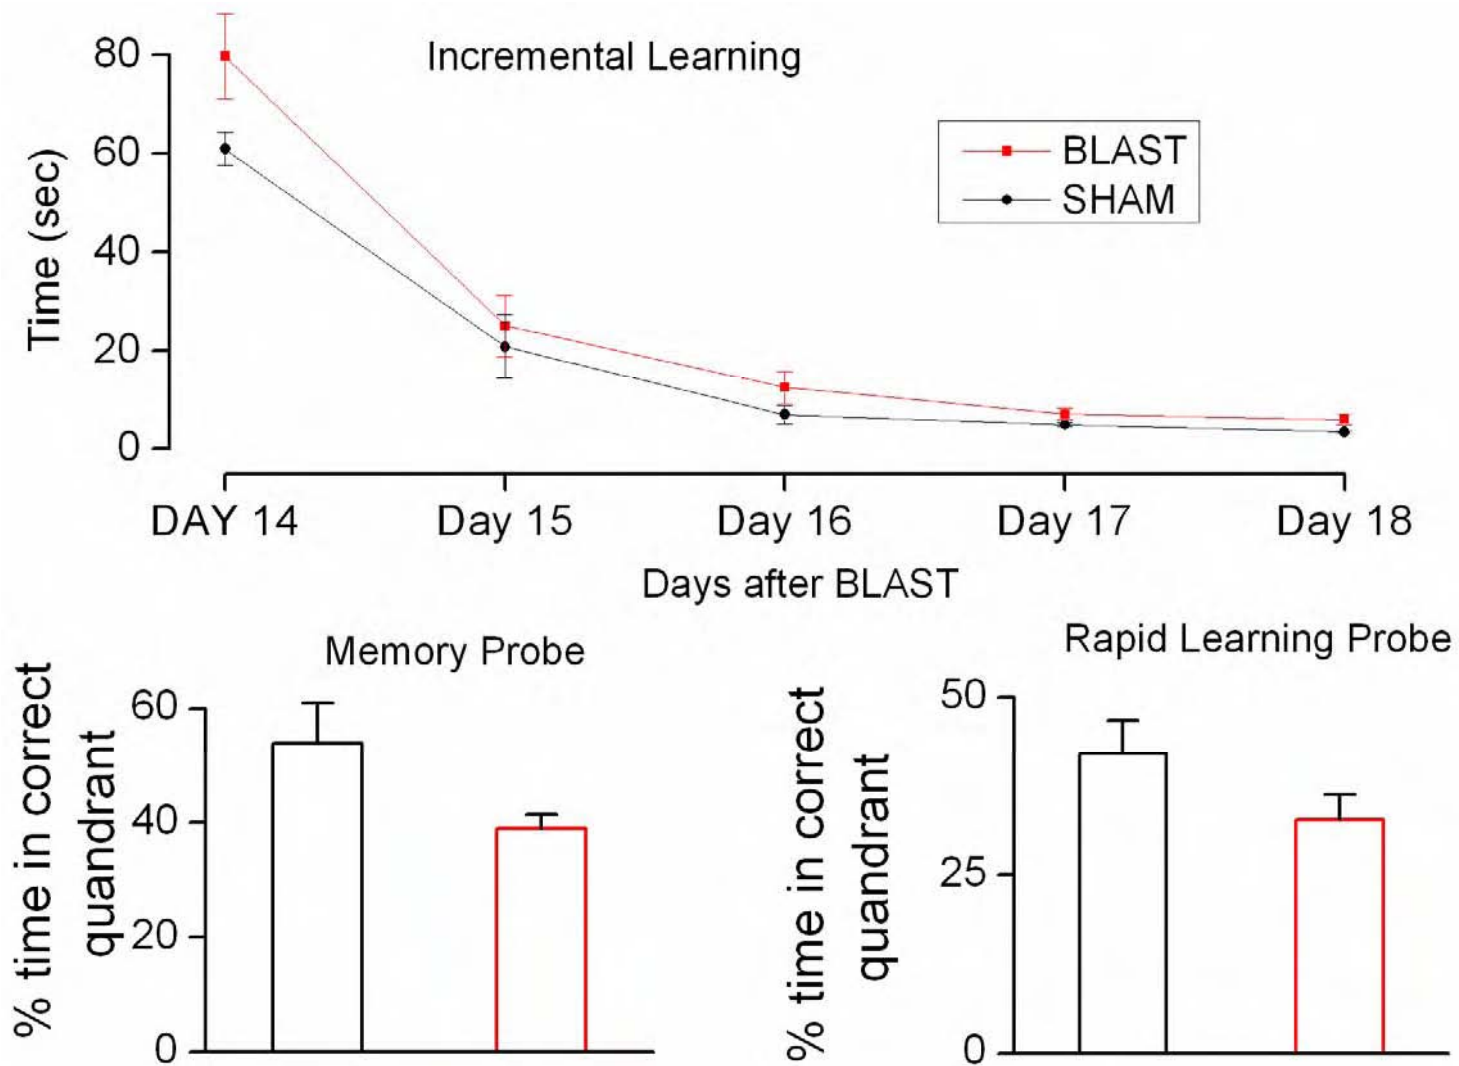 Incremental Learning
80
60
40
20
0
Time (sec)
BLAST
SHAM
DAY 14 Day 15 Day 16 Day 17 Day 18
Days after BLAST
Memory Probe
% time in correct
quandrant
60
40
20
0
Rapid Learning Probe
% time in correct
quandrant
50
25
0